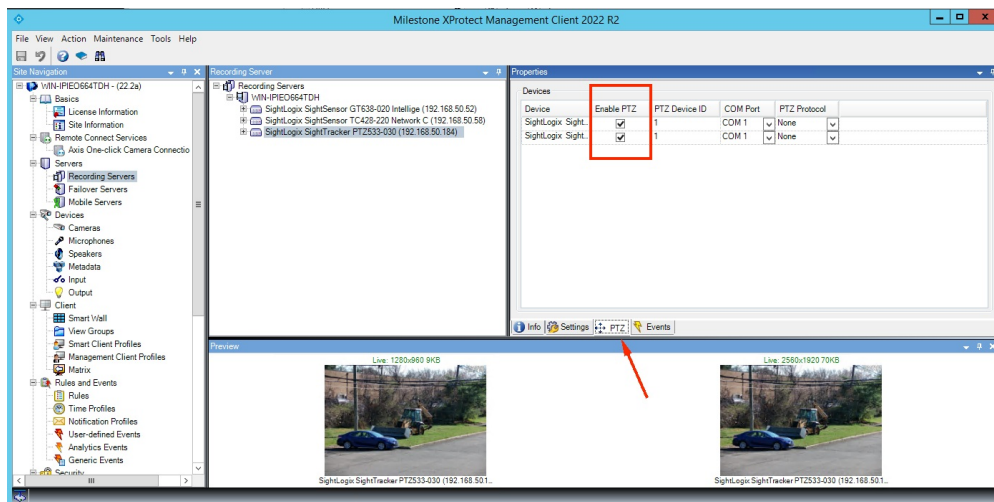 Milestone XProtect Management Client 2022 R2
File View Action Maintenance Tools Help
Site Navigation
WIN-IPIEO664TDH - (22.2a)
Basics
License Information
Site Information
Remote Connect Services
Axis One-click Camera Connectio
Servers
Recording Servers
Failover Servers
Mobile Servers
Devices
Cameras
Microphones
Speakers
Metadata
Input
Output
Client
Smart Wall
View Groups
Smart Client Profiles
Management Client Profiles
Matrix
Rules and Events
Rules
Time Profiles
Notification Profiles
User-defined Events
Analytics Events
Generic Events
Security
Recording Server
Recording Servers
WIN-IPIEO664TDH
SightLogix SightSensor GT638-020 Intellige (192.168.50.52)
SightLogix SightSensor TC428-220 Network C (192.168.50.58)
SightLogix SightTracker PTZ533-030 (192.168.50.184)
Properties
Devices
Device Enable PTZ PTZ Device ID COM Port PTZ Protocol
SightLogix Sight.. 1 COM 1 None
SightLogix Sight.. 1 COM 1 None
Info Settings PTZ Events
Preview
Live: 1280x960 9KB
SightLogix SightTracker PTZ533-030 (192.168.50.1...
Live: 2560x1920 70KB
SightLogix SightTracker PTZ533-030 (192.168.50.1...